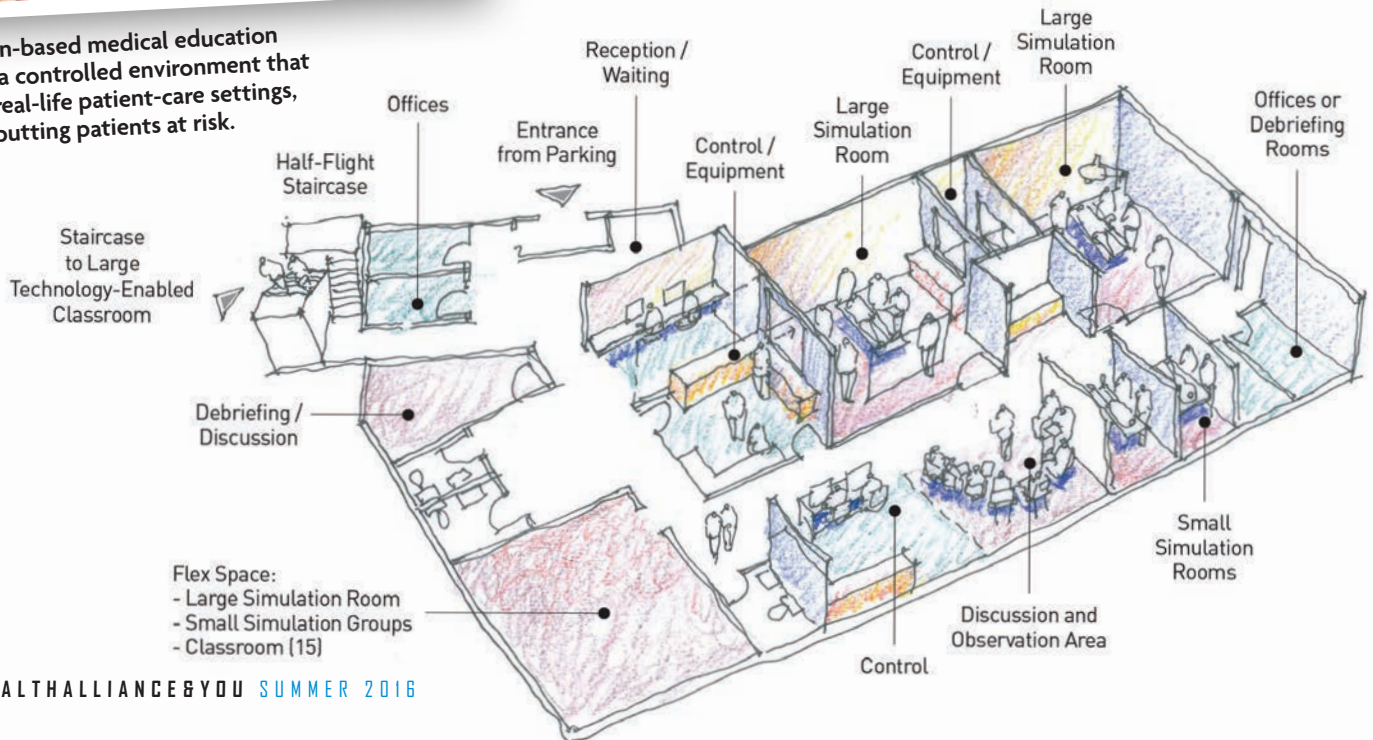 n-based medical education
a controlled environment that
real-life patient-care settings,
putting patients at risk.
Large
Simulation
Room
Control /
Equipment
Reception /
Waiting
Offices or
Debriefing
Rooms
Large
Simulation
Room
Offices
Entrance
from Parking
Control /
Equipment
Half-Flight
Staircase
Staircase
to Large
Technology-Enabled
Classroom
Debriefing /
Discussion
Small
Simulation
Rooms
Flex Space:
- Large Simulation Room
- Small Simulation Groups
- Classroom (15)
Discussion and
Observation Area
Control
ALTHALLIANCE&YOU SUMMER 2016